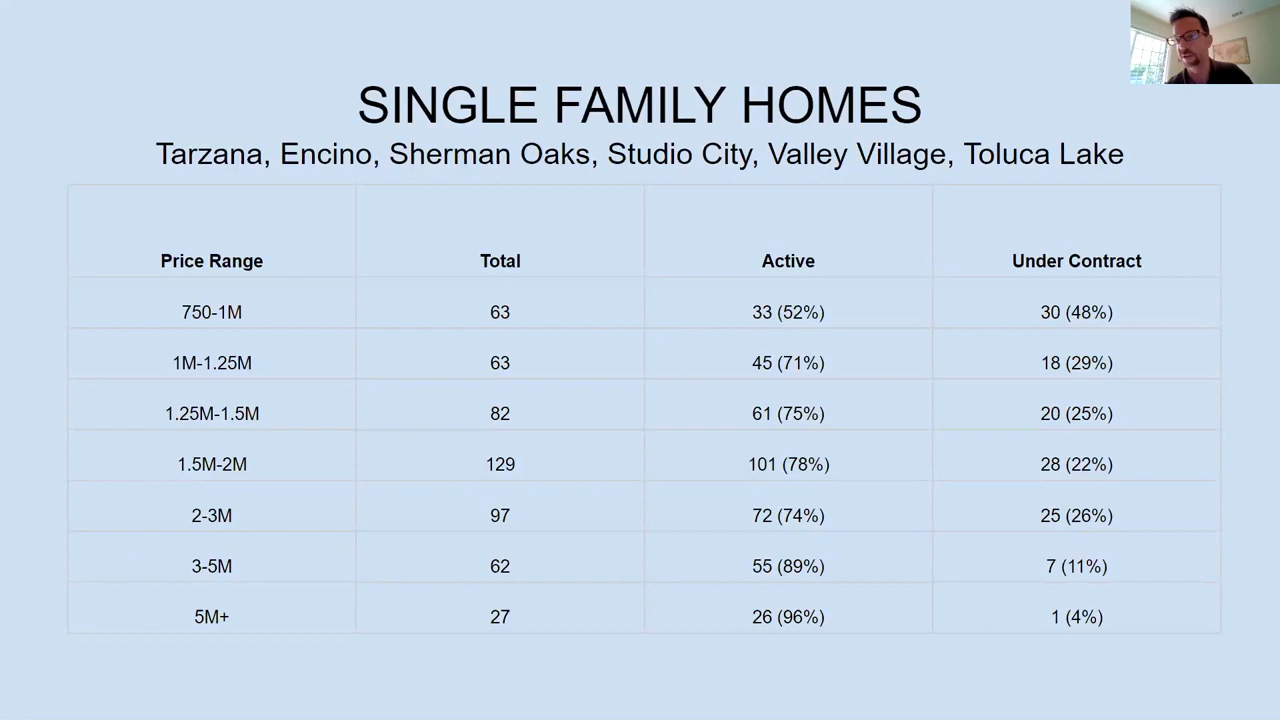 SINGLE FAMILY HOMES
Tarzana, Encino, Sherman Oaks, Studio City, Valley Village, Toluca Lake
Price Range Total Active Under Contract
750-1M 63 33 (52%) 30 (48%)
1M-1.25M 63 45 (71%) 18 (29%)
1.25M-1.5M 82 61 (75%) 20 (25%)
1.5M-2M 129 101 (78%) 28 (22%)
2-3M 97 72 (74%) 25 (26%)
3-5M 62 55 (89%) 7 (11%)
5M+ 27 26 (96%) 1 (4%)